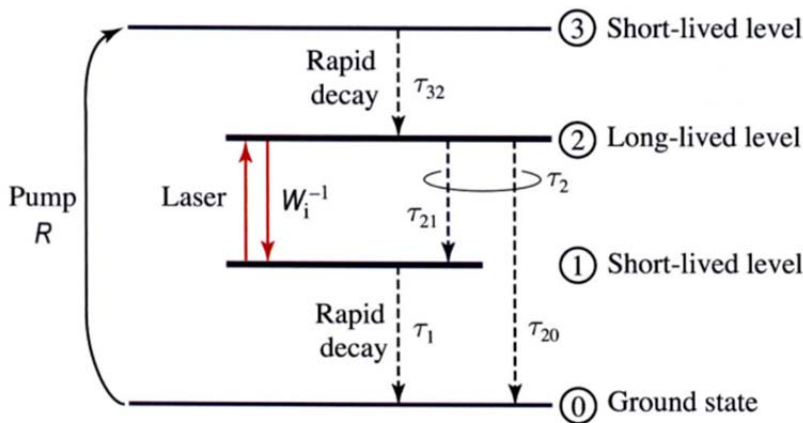 ③ Short-lived level
Rapid
decay
τ₃₂
② Long-lived level
Pump
R
Laser
Wᵢ⁻¹
τ₂₁
τ₂
① Short-lived level
Rapid
decay
τ₁
τ₂₀
⓪ Ground state